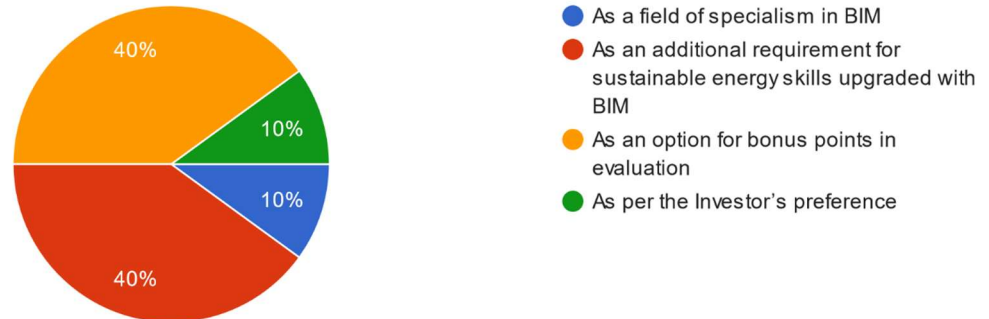 40%
10%
10%
40%
As a field of specialism in BIM
As an additional requirement for
sustainable energy skills upgraded with
BIM
As an option for bonus points in
evaluation
As per the Investor’s preference